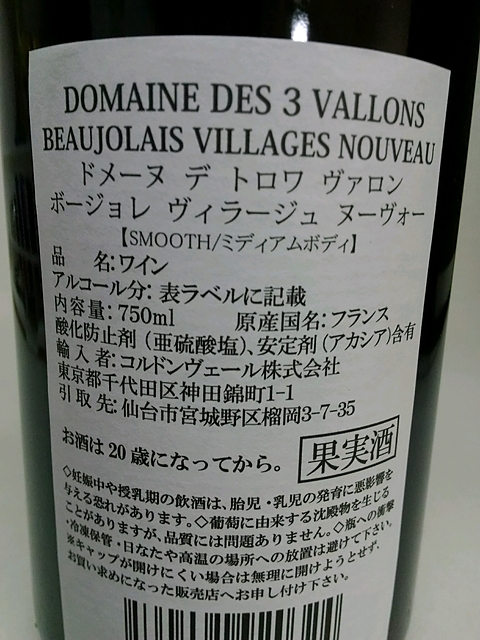 DOMAINE DES 3 VALLONS
BEAUJOLAIS VILLAGES NOUVEAU
ドメーヌ デ トロワ ヴァロン
ボージョレ ヴィラージュ ヌーヴォー
【SMOOTH/ミディアムボディ】
品 名:ワイン
アルコール分: 表ラベルに記載
内容量: 750ml 原産国名: フランス
酸化防止剤 (亜硫酸塩)、安定剤 (アカシア)含有
輸入者:コルドンヴェール株式会社
東京都千代田区神田錦町1-1
引取先:仙台市宮城野区榴岡3-7-35
お酒は20歳になってから。
果実酒
◇妊娠中や授乳期の飲酒は、胎児・乳児の発育に悪影響を
与える恐れがあります。◇葡萄に由来する沈殿物を生じる
ことがありますが、品質には問題ありません。◇瓶への衝撃
・冷凍保管・日なたや高温の場所への放置は避けて下さい。
※キャップが開けにくい場合は無理に開けようとせず、
お買い求めになった販売店へお申し付け下さい。